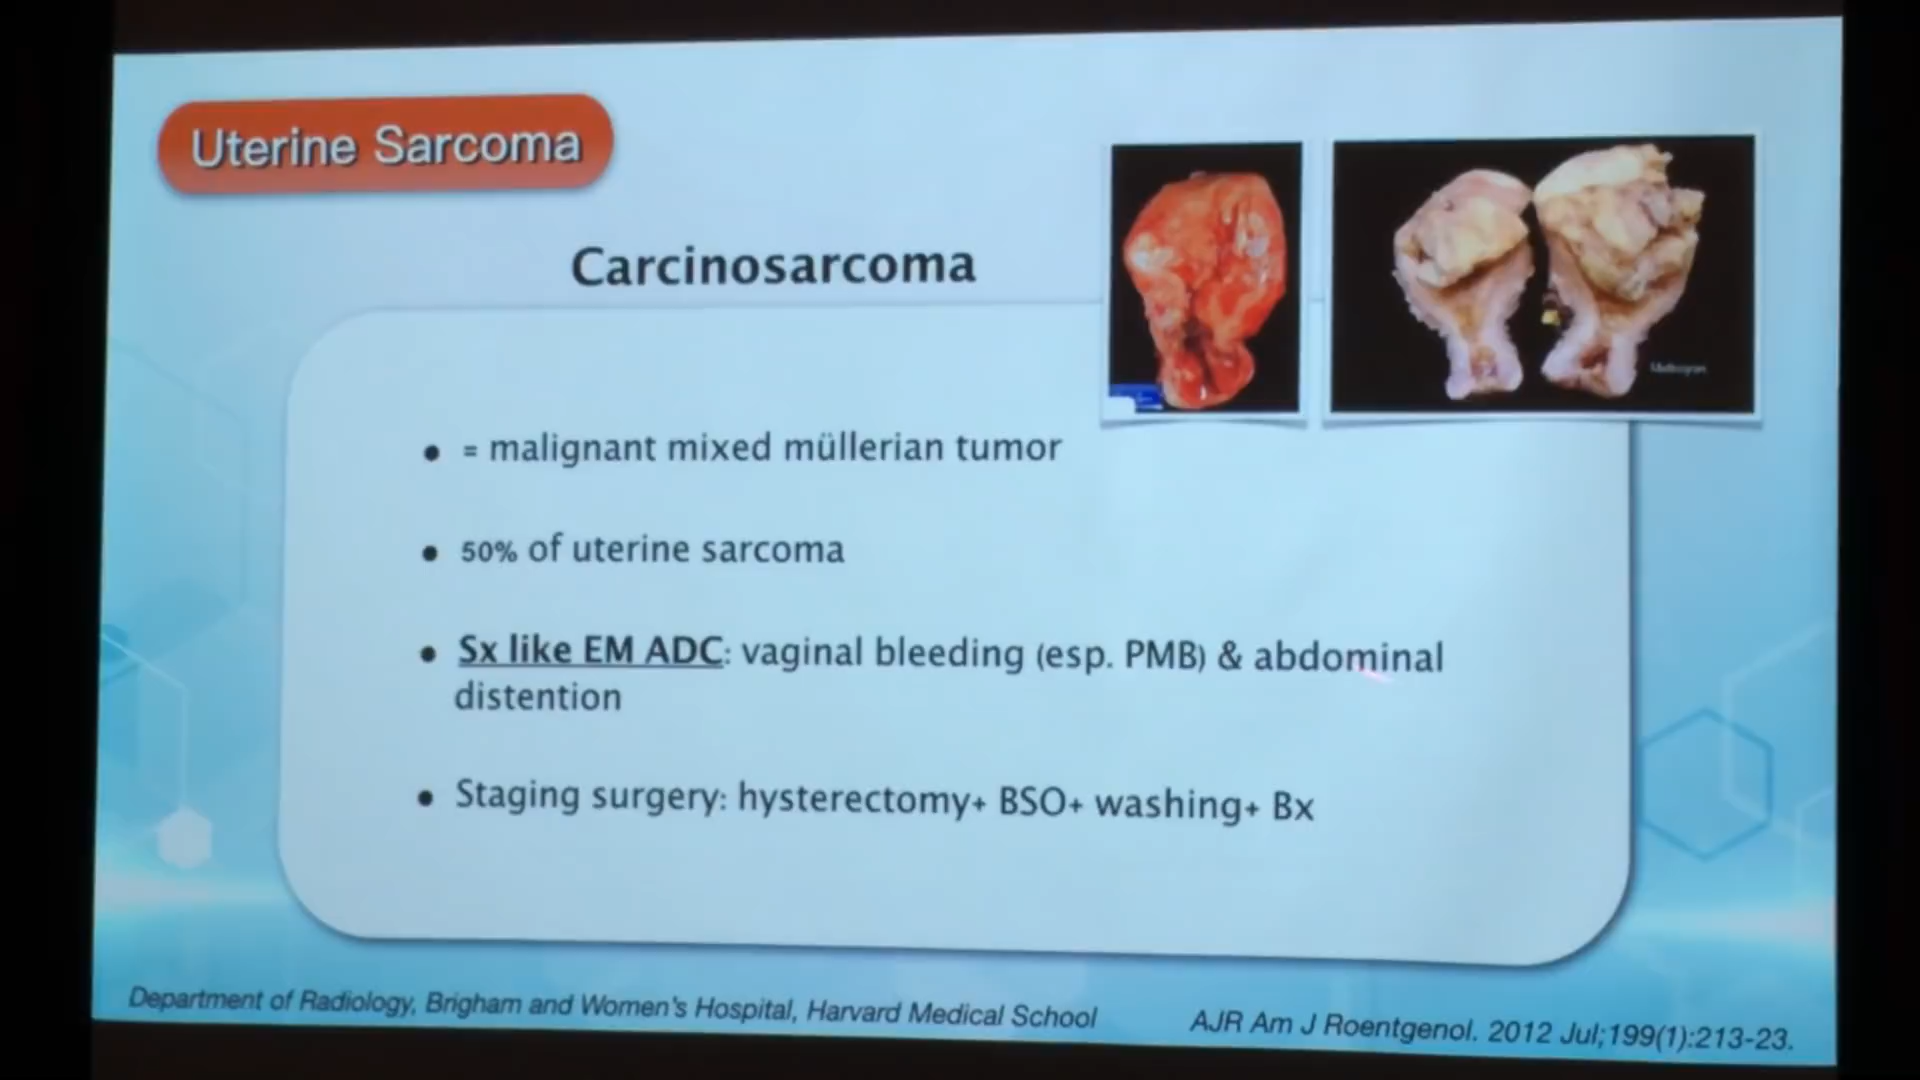 Uterine Sarcoma
Carcinosarcoma
• = malignant mixed müllerian tumor
• 50% of uterine sarcoma
• Sx like EM ADC: vaginal bleeding (esp. PMB) & abdominal
distention
• Staging surgery: hysterectomy+ BSO+ washing+ Bx
Department of Radiology, Brigham and Women's Hospital, Harvard Medical School
AJR Am J Roentgenol. 2012 Jul;199(1):213-23.